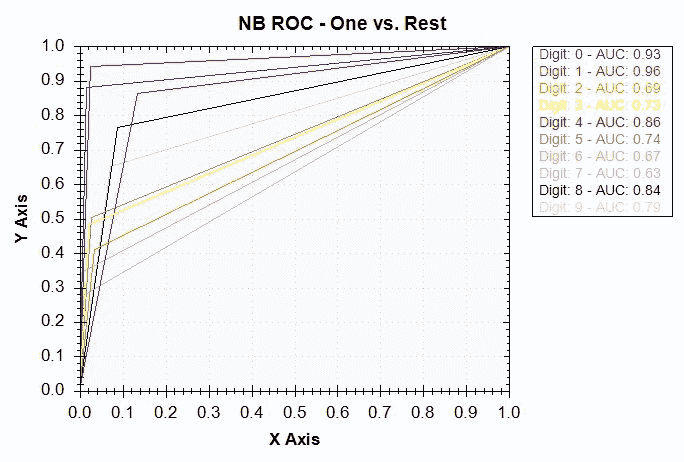 NB ROC - One vs. Rest
1.0
0.9
0.8
0.7
0.6
0.5
0.4
0.3
0.2
0.1
0.0
Y Axis
0.0 0.1 0.2 0.3 0.4 0.5 0.6 0.7 0.8 0.9 1.0
X Axis
Digit: 0 - AUC: 0.93
Digit: 1 - AUC: 0.96
Digit: 2 - AUC: 0.69
Digit: 3 - AUC: 0.73
Digit: 4 - AUC: 0.86
Digit: 5 - AUC: 0.74
Digit: 6 - AUC: 0.67
Digit: 7 - AUC: 0.63
Digit: 8 - AUC: 0.84
Digit: 9 - AUC: 0.79